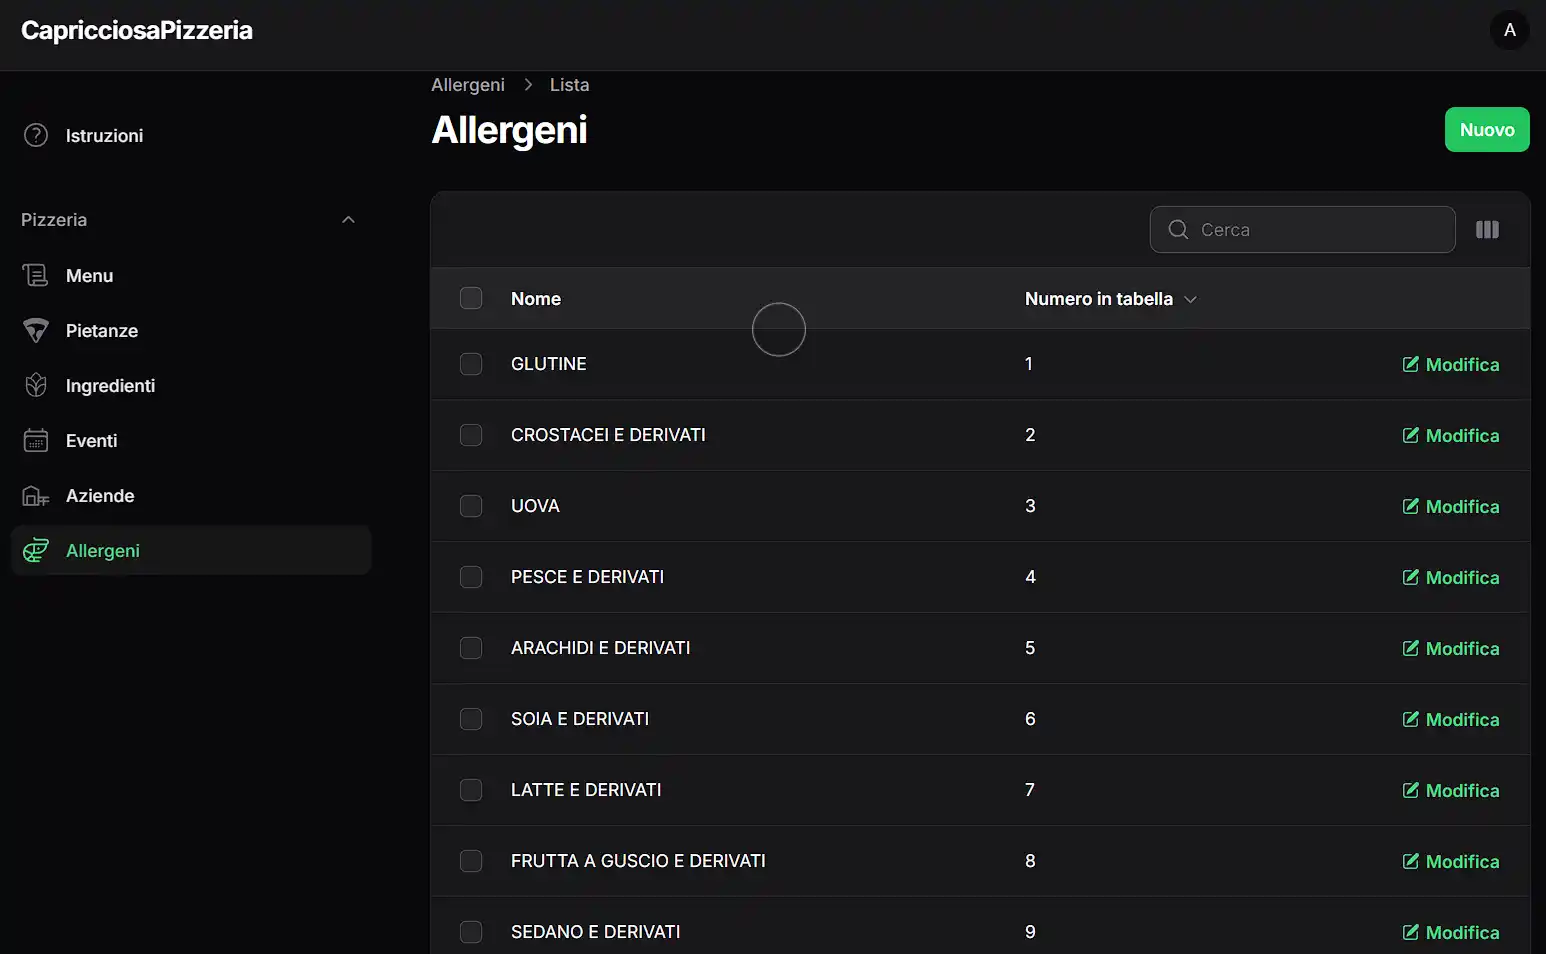 CapricciosaPizzeria
A
Istruzioni
Pizzeria
Menu
Pietanze
Ingredienti
Eventi
Aziende
Allergeni
Allergeni > Lista
Allergeni
Nuovo
Cerca
Nome Numero in tabella
GLUTINE 1 Modifica
CROSTACEI E DERIVATI 2 Modifica
UOVA 3 Modifica
PESCE E DERIVATI 4 Modifica
ARACHIDI E DERIVATI 5 Modifica
SOIA E DERIVATI 6 Modifica
LATTE E DERIVATI 7 Modifica
FRUTTA A GUSCIO E DERIVATI 8 Modifica
SEDANO E DERIVATI 9 Modifica